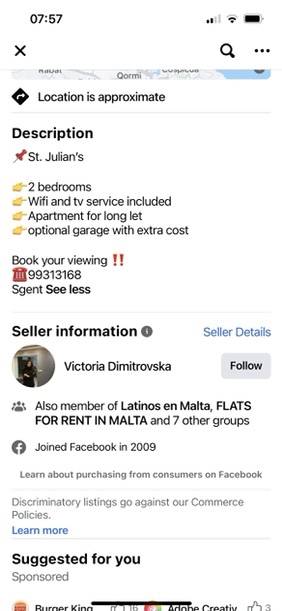 07:57
Rabat
Qormi
Cospicua
Location is approximate
Description
📌St. Julian's
👉2 bedrooms
👉Wifi and tv service included
👉Apartment for long let
👉optional garage with extra cost
Book your viewing ‼️
☎️99313168
Sgent See less
Seller information
Seller Details
Victoria Dimitrovska
Follow
Also member of Latinos en Malta, FLATS
FOR RENT IN MALTA and 7 other groups
Joined Facebook in 2009
Learn about purchasing from consumers on Facebook
Discriminatory listings go against our Commerce
Policies.
Learn more
Suggested for you
Sponsored
Burger King
16
Adobe Creativ
3